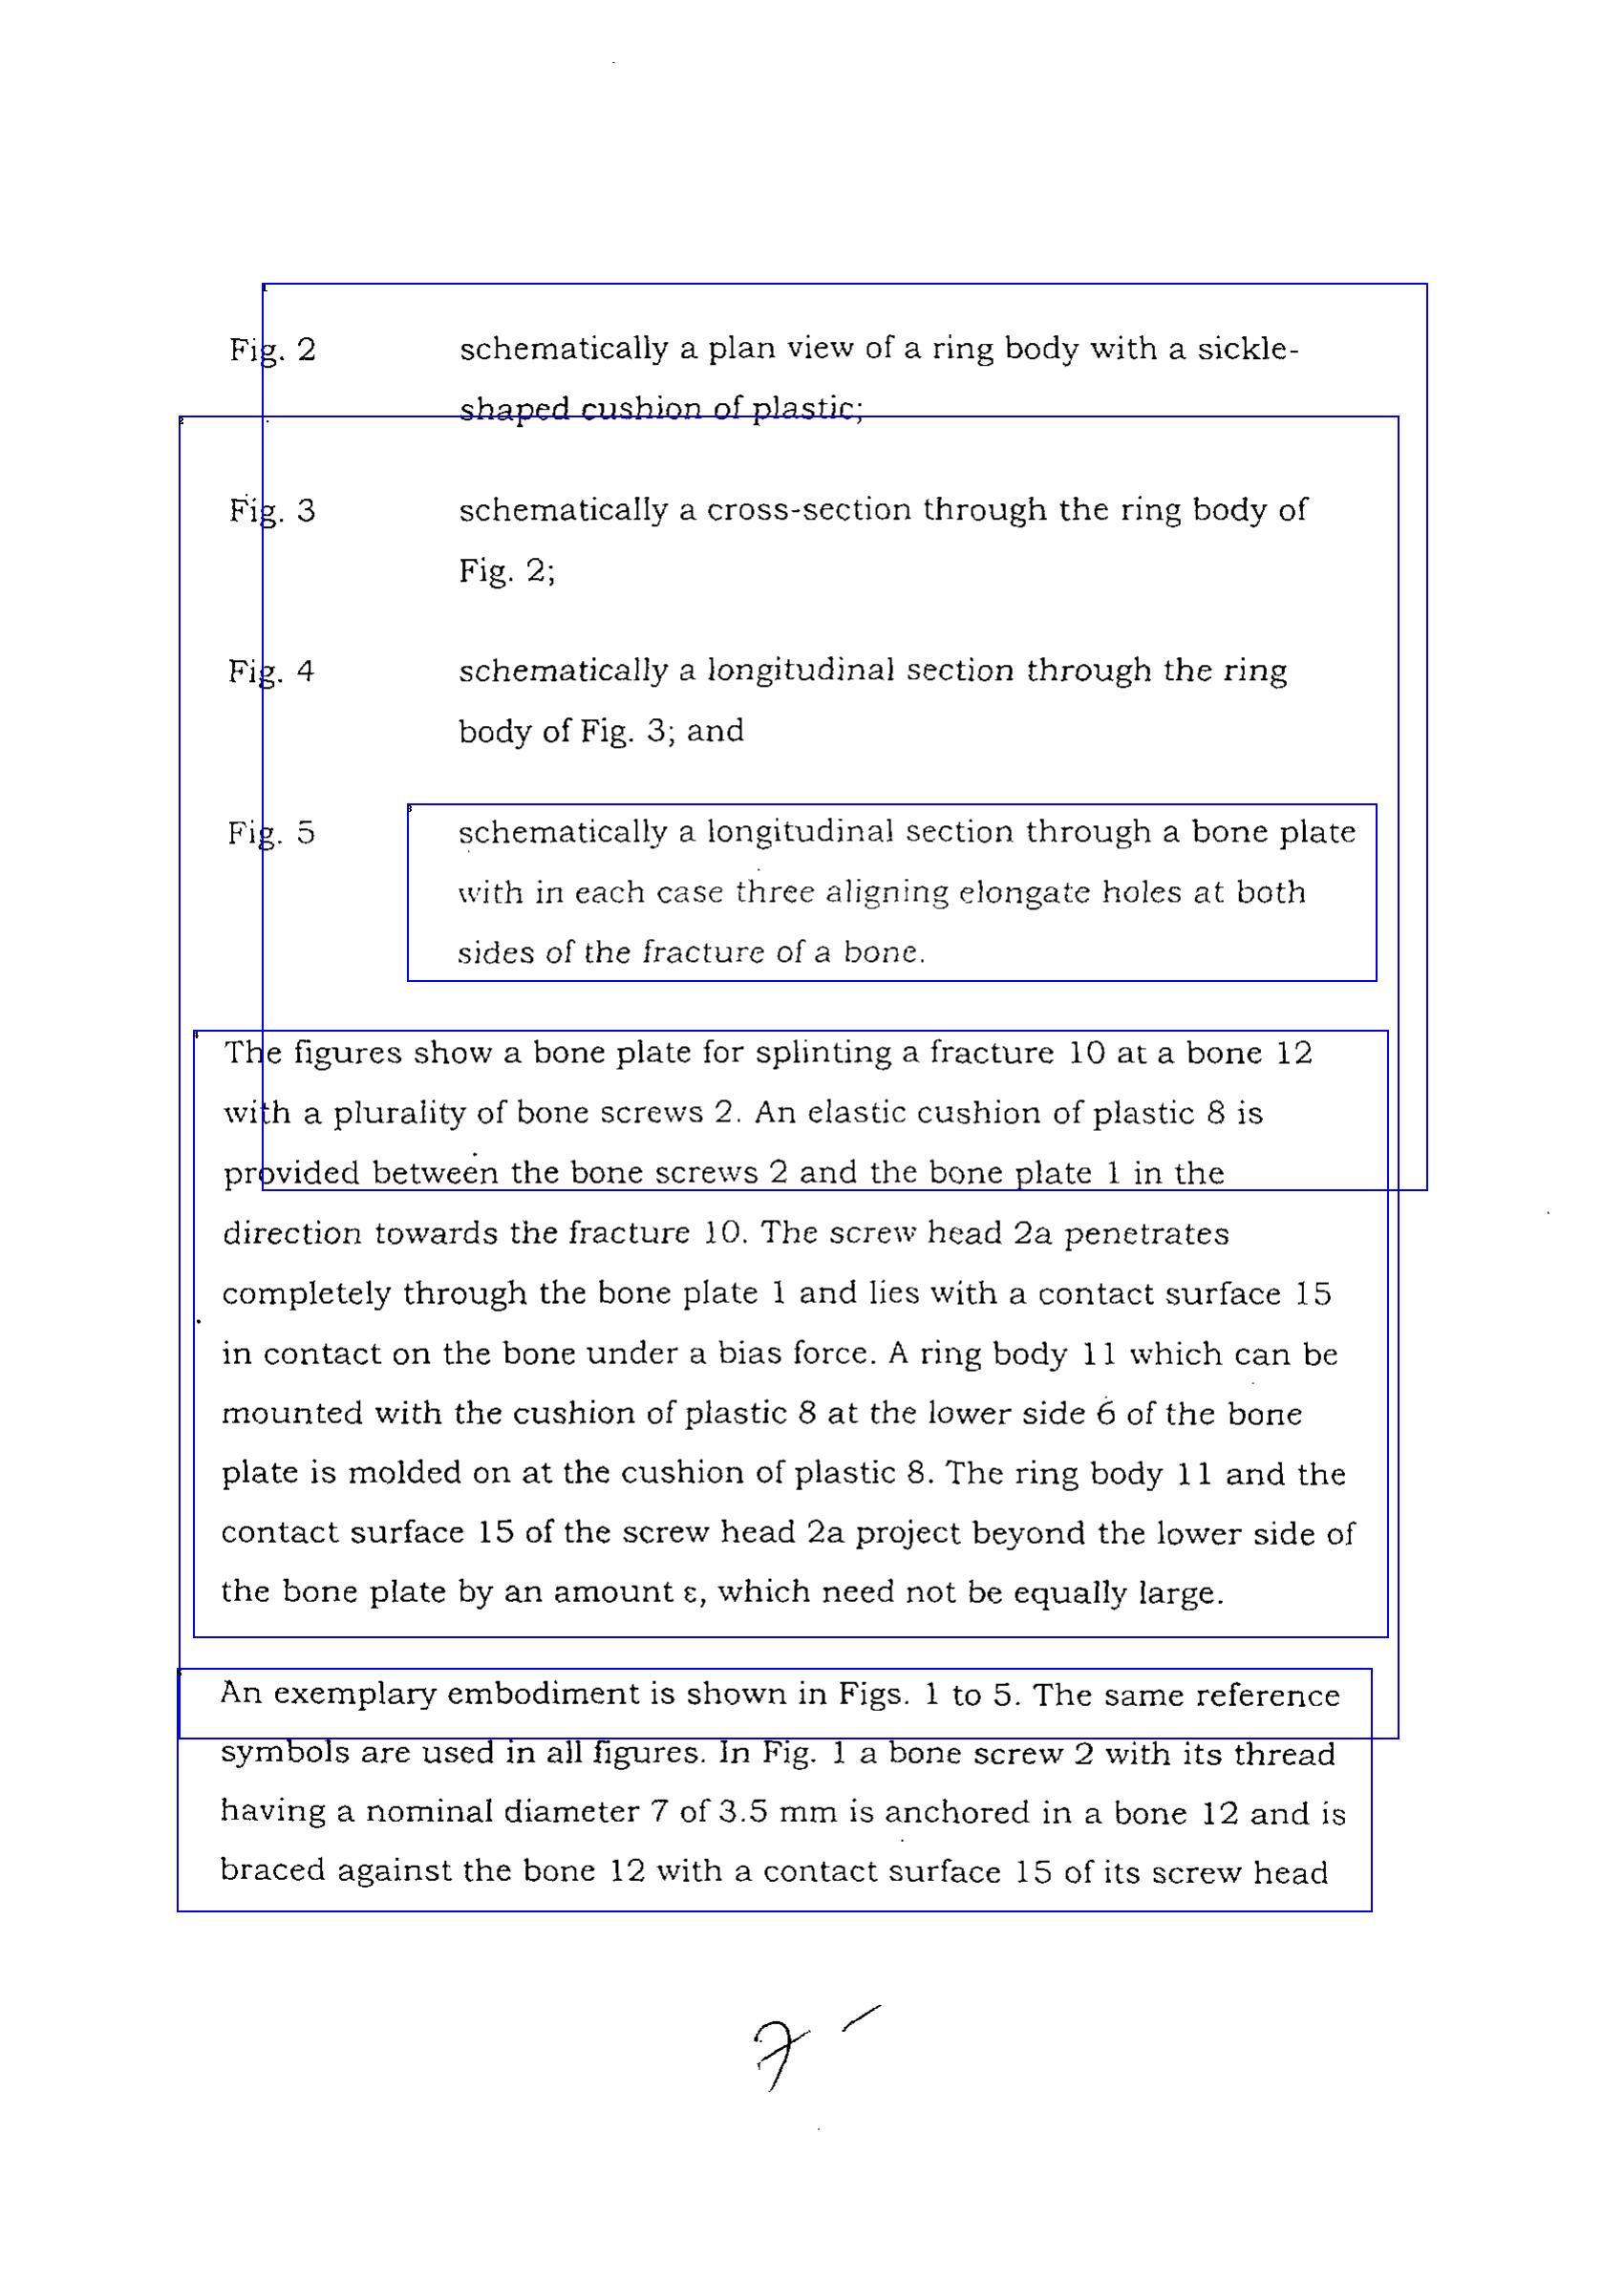 Fig. 2 schematically a plan view of a ring body with a sickle-
shaped cushion of plastic;
Fig. 3 schematically a cross-section through the ring body of
Fig. 2;
Fig. 4 schematically a longitudinal section through the ring
body of Fig. 3; and
Fig. 5 schematically a longitudinal section through a bone plate
with in each case three aligning elongate holes at both
sides of the fracture of a bone.
The figures show a bone plate for splinting a fracture 10 at a bone 12
with a plurality of bone screws 2. An elastic cushion of plastic 8 is
provided between the bone screws 2 and the bone plate 1 in the
direction towards the fracture 10. The screw head 2a penetrates
completely through the bone plate 1 and lies with a contact surface 15
in contact on the bone under a bias force. A ring body 11 which can be
mounted with the cushion of plastic 8 at the lower side 6 of the bone
plate is molded on at the cushion of plastic 8. The ring body 11 and the
contact surface 15 of the screw head 2a project beyond the lower side of
the bone plate by an amount ε, which need not be equally large.
An exemplary embodiment is shown in Figs. 1 to 5. The same reference
symbols are used in all figures. In Fig. 1 a bone screw 2 with its thread
having a nominal diameter 7 of 3.5 mm is anchored in a bone 12 and is
braced against the bone 12 with a contact surface 15 of its screw head
7